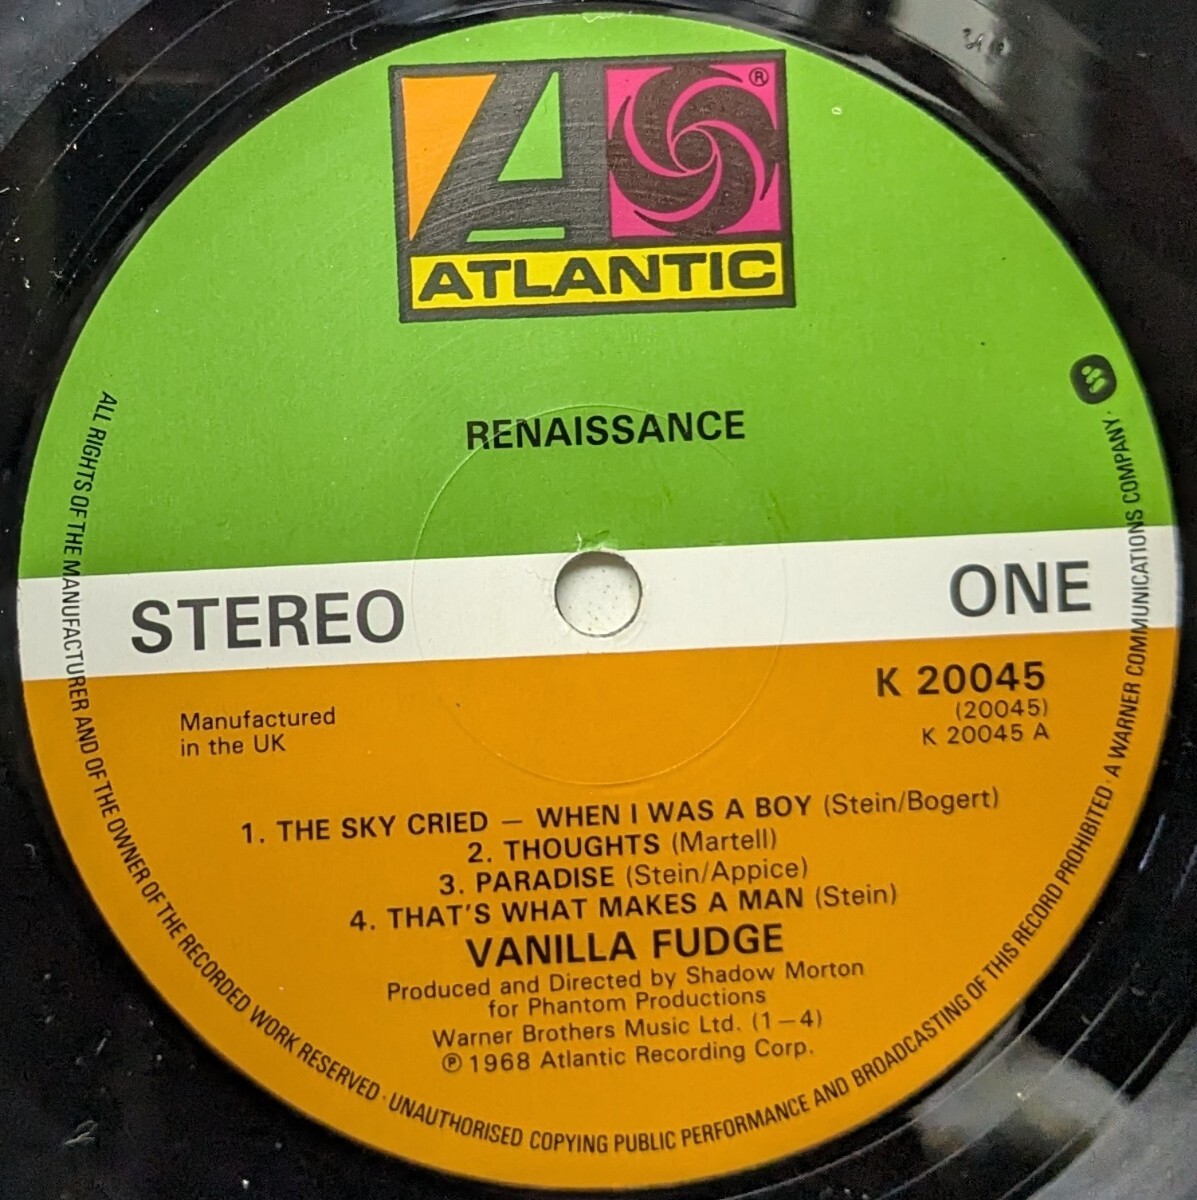 ®
ATLANTIC
RENAISSANCE
STEREO
ONE
K 20045
(20045)
K 20045 A
Manufactured
in the UK
1. THE SKY CRIED — WHEN I WAS A BOY (Stein/Bogert)
2. THOUGHTS (Martell)
3. PARADISE (Stein/Appice)
4. THAT'S WHAT MAKES A MAN (Stein)
VANILLA FUDGE
Produced and Directed by Shadow Morton
for Phantom Productions
Warner Brothers Music Ltd. (1–4)
℗ 1968 Atlantic Recording Corp.
ALL RIGHTS OF THE MANUFACTURER AND OF THE OWNER OF THE RECORDED WORK RESERVED · UNAUTHORISED COPYING PUBLIC PERFORMANCE AND BROADCASTING OF THIS RECORD PROHIBITED · A WARNER COMMUNICATIONS COMPANY ·